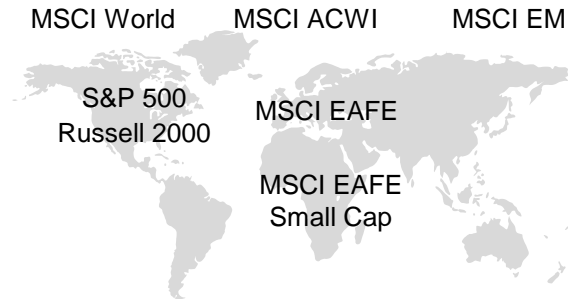 MSCI World MSCI ACWI MSCI EM
S&P 500
Russell 2000
MSCI EAFE
MSCI EAFE
Small Cap